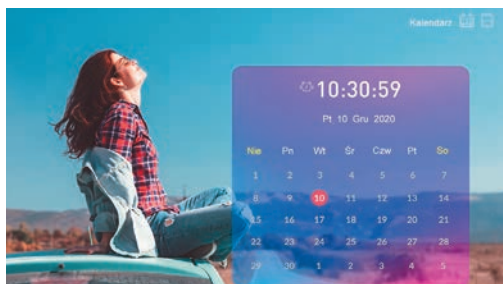 Kalendarz
10:30:59
Pt 10 Gru 2020
Nie Pn Wt Śr Czw Pt So
1 2 3 4 5 6 7
8 9 10 11 12 13 14
15 16 17 18 19 20 21
22 23 24 25 26 27 28
29 30 1 2 3 4 5